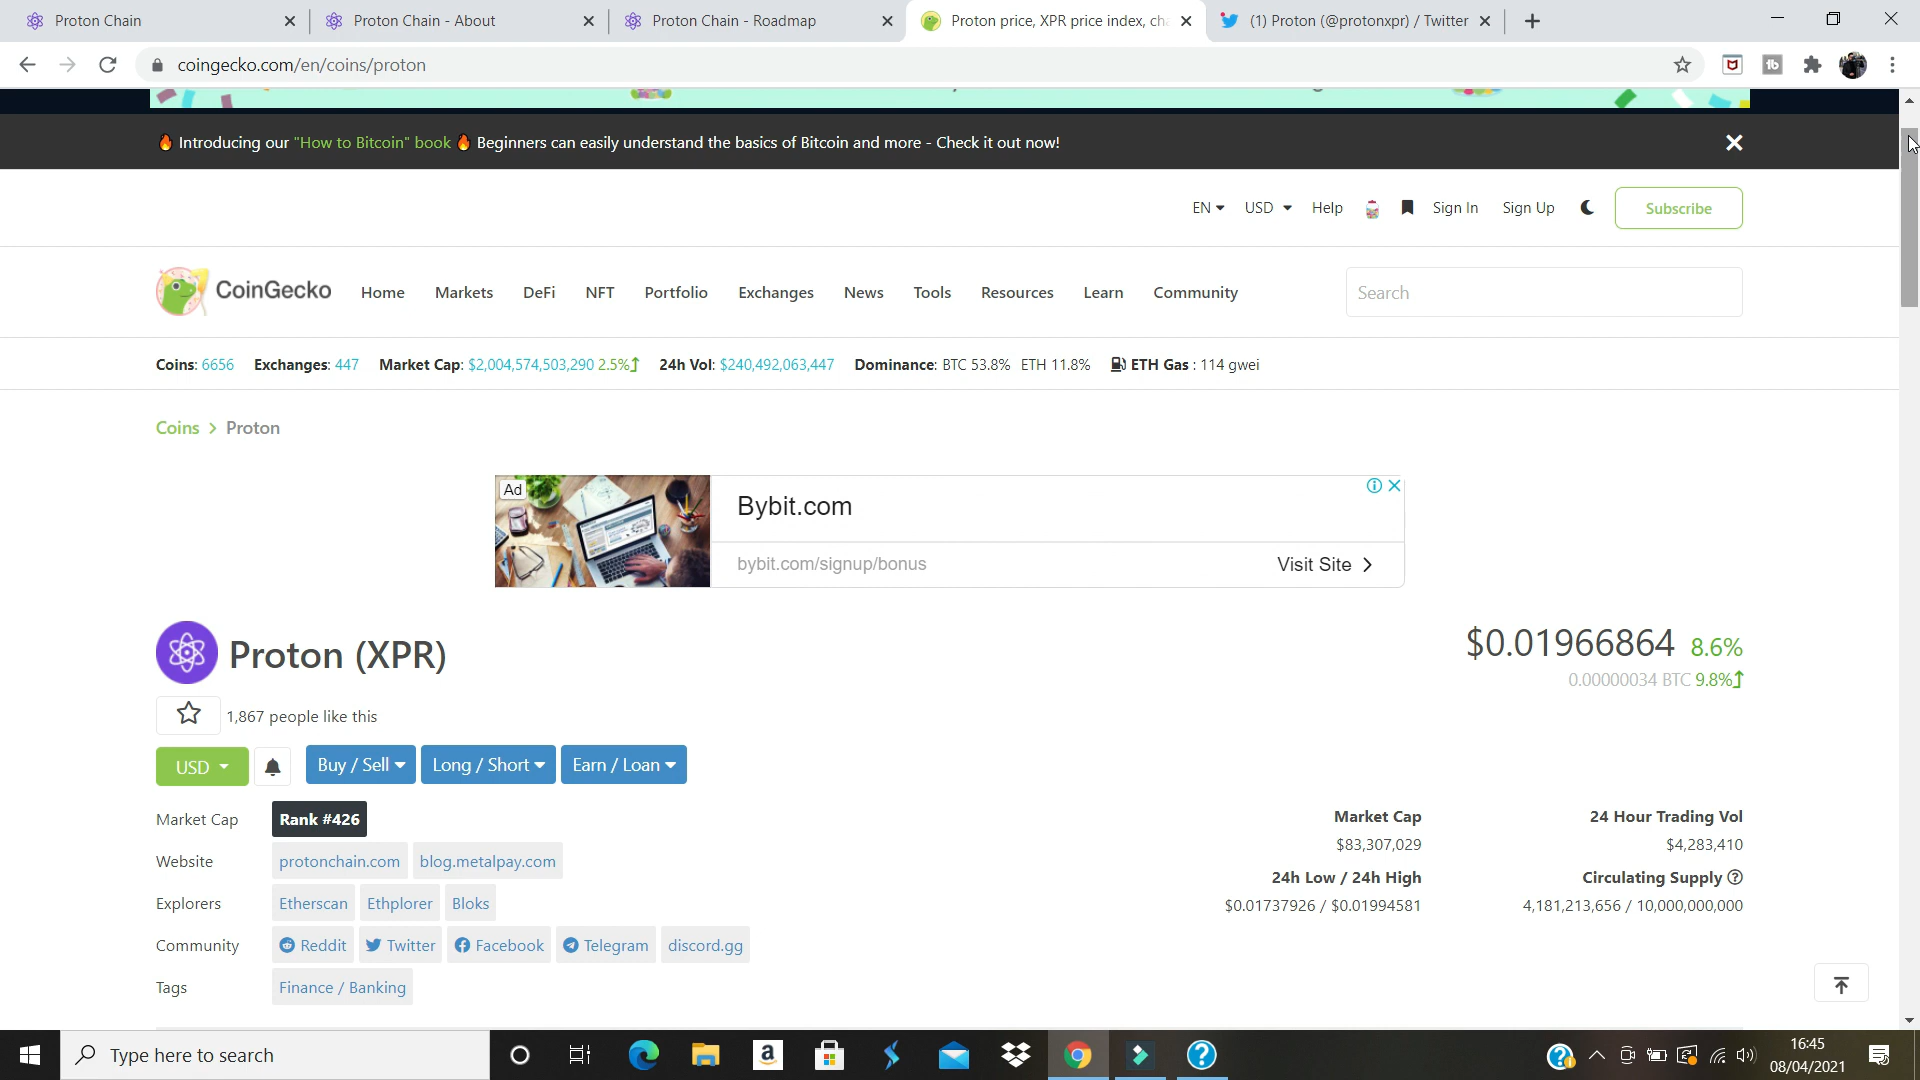 Proton Chain
Proton Chain - About
Proton Chain - Roadmap
Proton price, XPR price index, ch
(1) Proton (@protonxpr) / Twitter
coingecko.com/en/coins/proton
Introducing our "How to Bitcoin" book Beginners can easily understand the basics of Bitcoin and more - Check it out now!
EN USD Help Sign In Sign Up Subscribe
CoinGecko Home Markets DeFi NFT Portfolio Exchanges News Tools Resources Learn Community Search
Coins: 6656 Exchanges: 447 Market Cap: $2,004,574,503,290 2.5% 24h Vol: $240,492,063,447 Dominance: BTC 53.8% ETH 11.8% ETH Gas : 114 gwei
Coins > Proton
Ad
Bybit.com
bybit.com/signup/bonus Visit Site
Proton (XPR)
$0.01966864 8.6%
0.00000034 BTC 9.8%
1,867 people like this
USD Buy / Sell Long / Short Earn / Loan
Market Cap Rank #426
Website protonchain.com blog.metalpay.com
Explorers Etherscan Ethplorer Bloks
Community Reddit Twitter Facebook Telegram discord.gg
Tags Finance / Banking
Market Cap
$83,307,029
24 Hour Trading Vol
$4,283,410
24h Low / 24h High
$0.01737926 / $0.01994581
Circulating Supply
4,181,213,656 / 10,000,000,000
Type here to search
16:45
08/04/2021